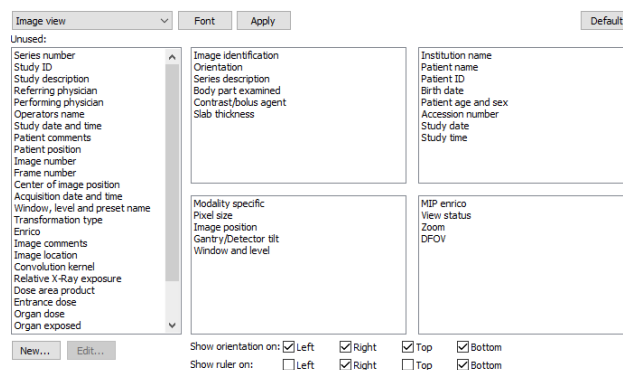 Image view
Font
Apply
Default
Unused:
Series number
Study ID
Study description
Referring physician
Performing physician
Operators name
Study date and time
Patient comments
Patient position
Image number
Frame number
Center of image position
Acquisition date and time
Window, level and preset name
Transformation type
Enrico
Image comments
Image location
Convolution kernel
Relative X-Ray exposure
Dose area product
Entrance dose
Organ dose
Organ exposed
Image identification
Orientation
Series description
Body part examined
Contrast/bolus agent
Slab thickness
Institution name
Patient name
Patient ID
Birth date
Patient age and sex
Accession number
Study date
Study time
Modality specific
Pixel size
Image position
Gantry/Detector tilt
Window and level
MIP enrico
View status
Zoom
DFOV
New...
Edit...
Show orientation on: Left Right Top Bottom
Show ruler on: Left Right Top Bottom